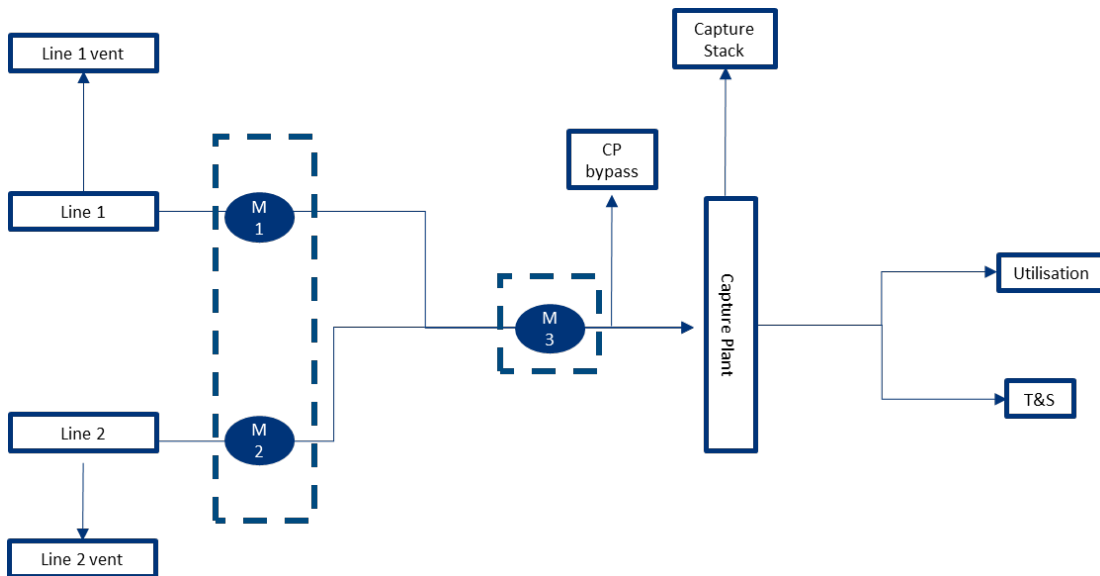 Line 1 vent
Capture
Stack
CP
bypass
Line 1
M
1
Utilisation
M
3
Capture Plant
T&S
Line 2
M
2
Line 2 vent